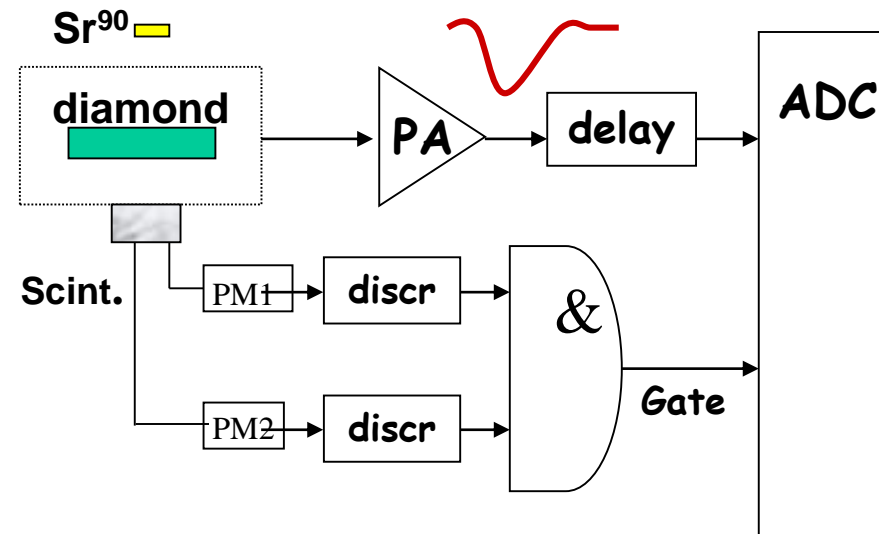 Sr⁹⁰
diamond
PA
delay
ADC
Scint.
PM1
discr
&
Gate
PM2
discr